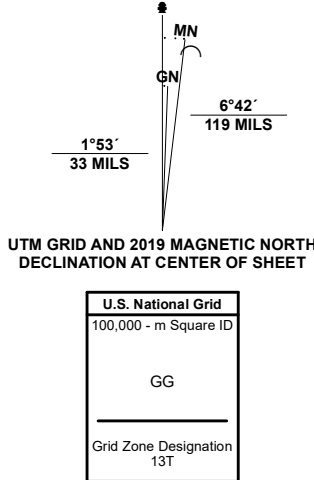 MN
GN
6°42´
119 MILS
1°53´
33 MILS
UTM GRID AND 2019 MAGNETIC NORTH
DECLINATION AT CENTER OF SHEET
U.S. National Grid
100,000 - m Square ID
GG
Grid Zone Designation
13T